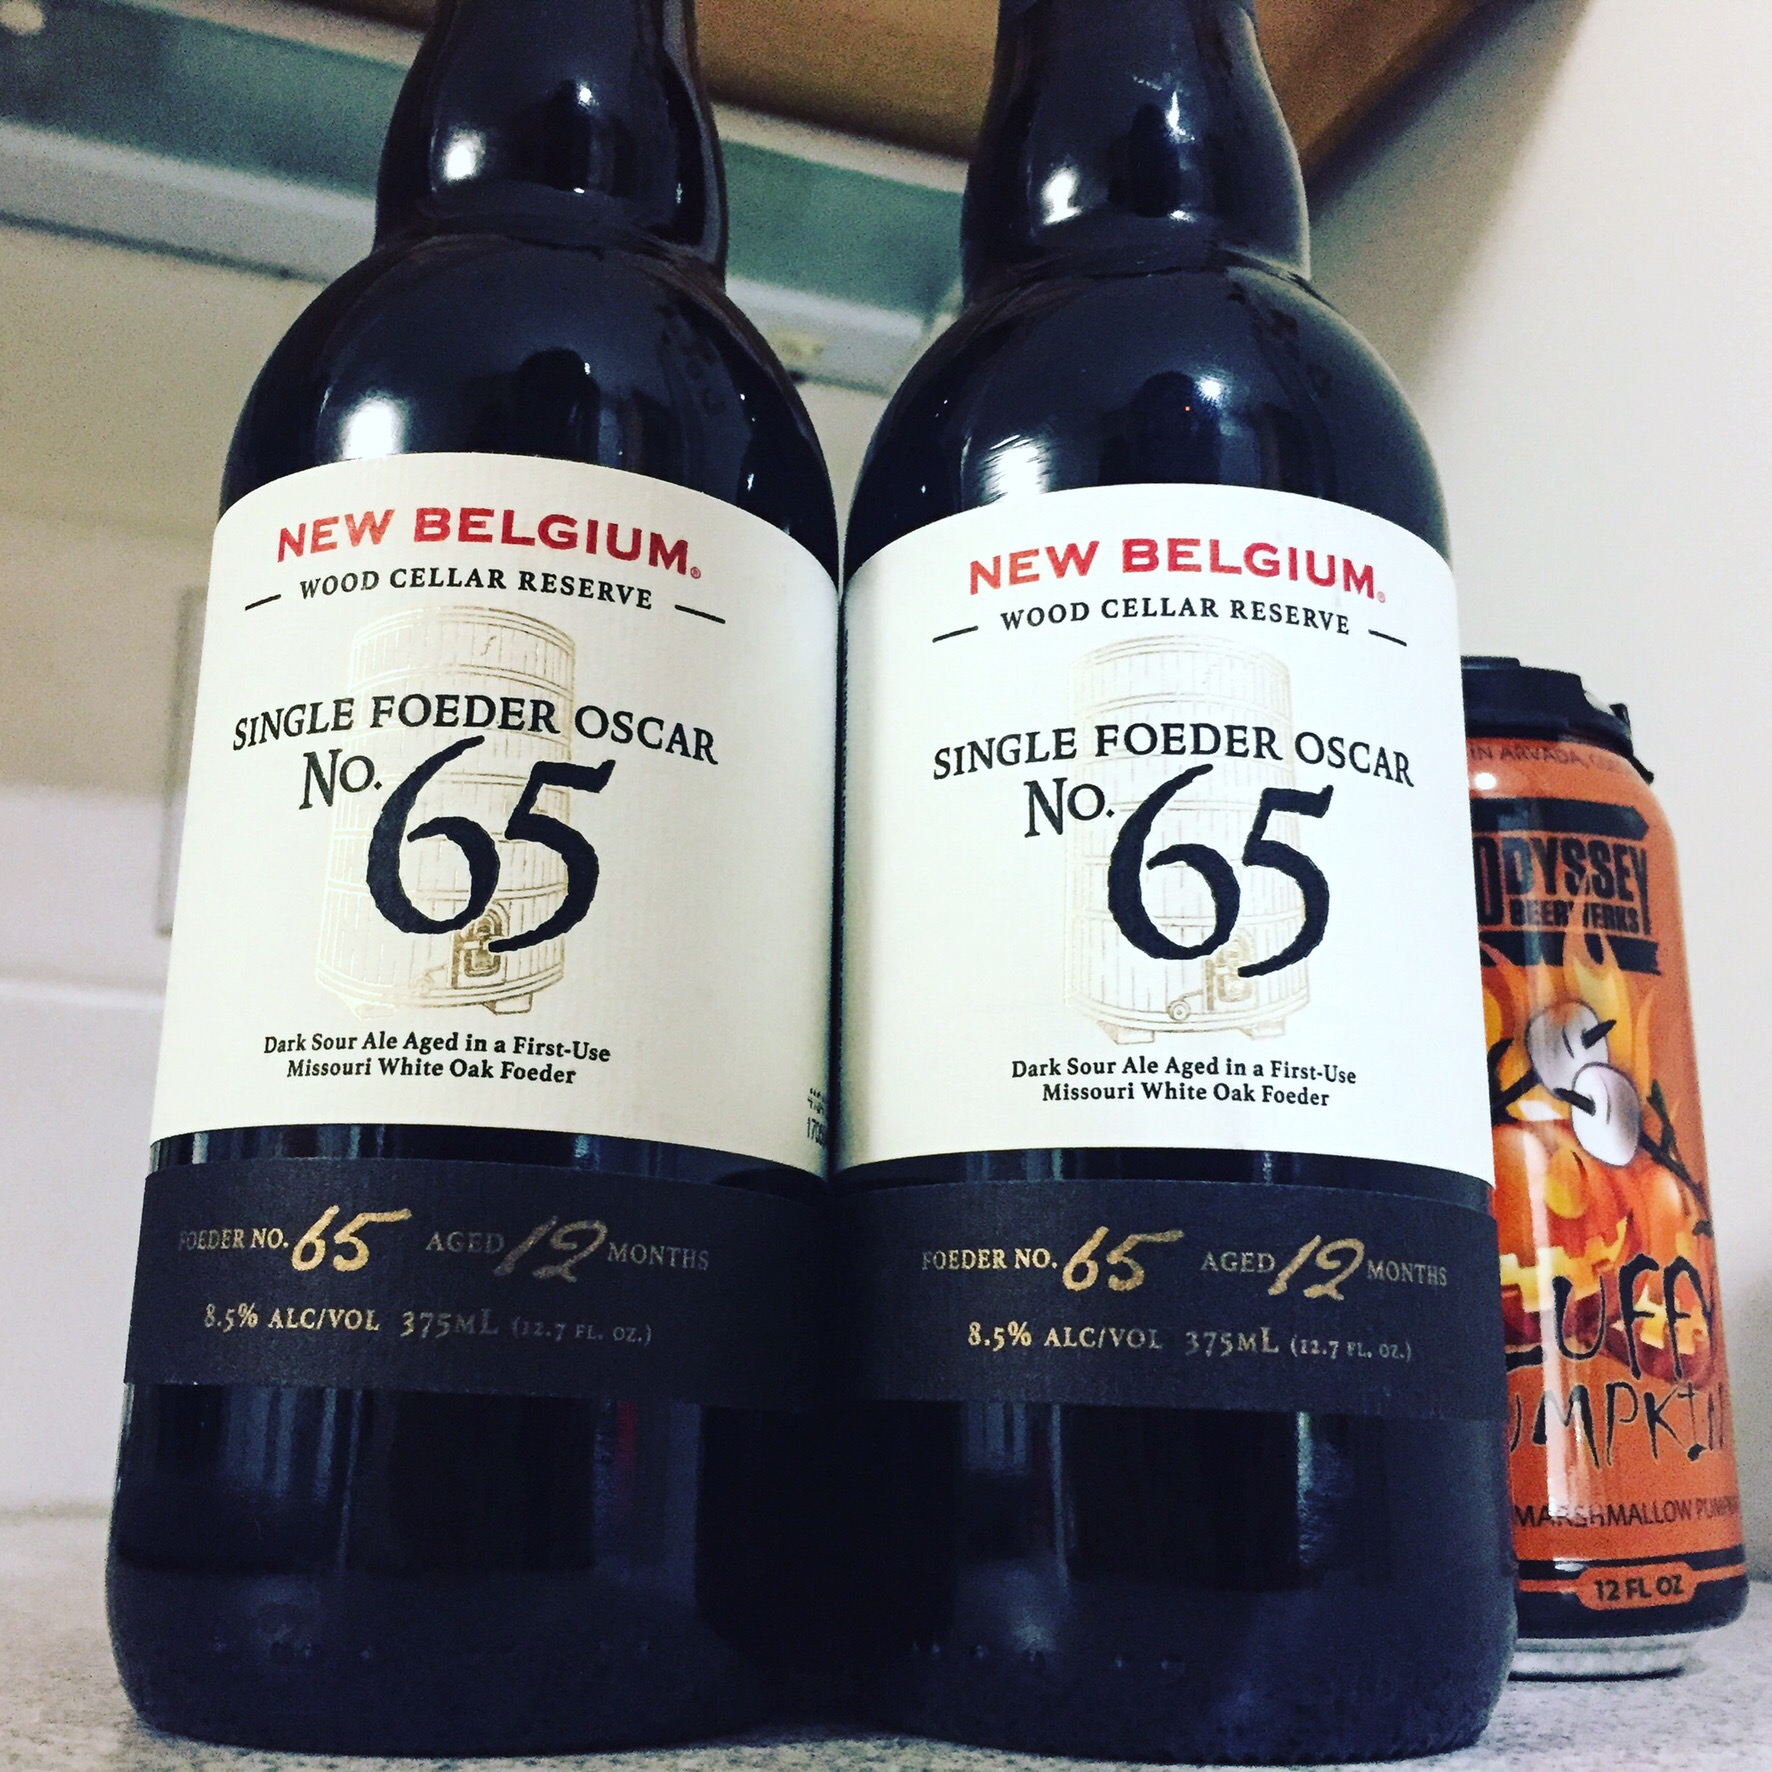 NEW BELGIUM®
WOOD CELLAR RESERVE
SINGLE FOEDER OSCAR
No. 65
Dark Sour Ale Aged in a First-Use
Missouri White Oak Foeder
FOEDER NO. 65 AGED 12 MONTHS
8.5% ALC/VOL 375ML (12.7 FL. OZ.)
NEW BELGIUM®
WOOD CELLAR RESERVE
SINGLE FOEDER OSCAR
No. 65
Dark Sour Ale Aged in a First-Use
Missouri White Oak Foeder
FOEDER NO. 65 AGED 12 MONTHS
8.5% ALC/VOL 375ML (12.7 FL. OZ.)
IN ARVADA,
ODYSSEY
BEERWERKS
MARSHMALLOW
12 FL OZ